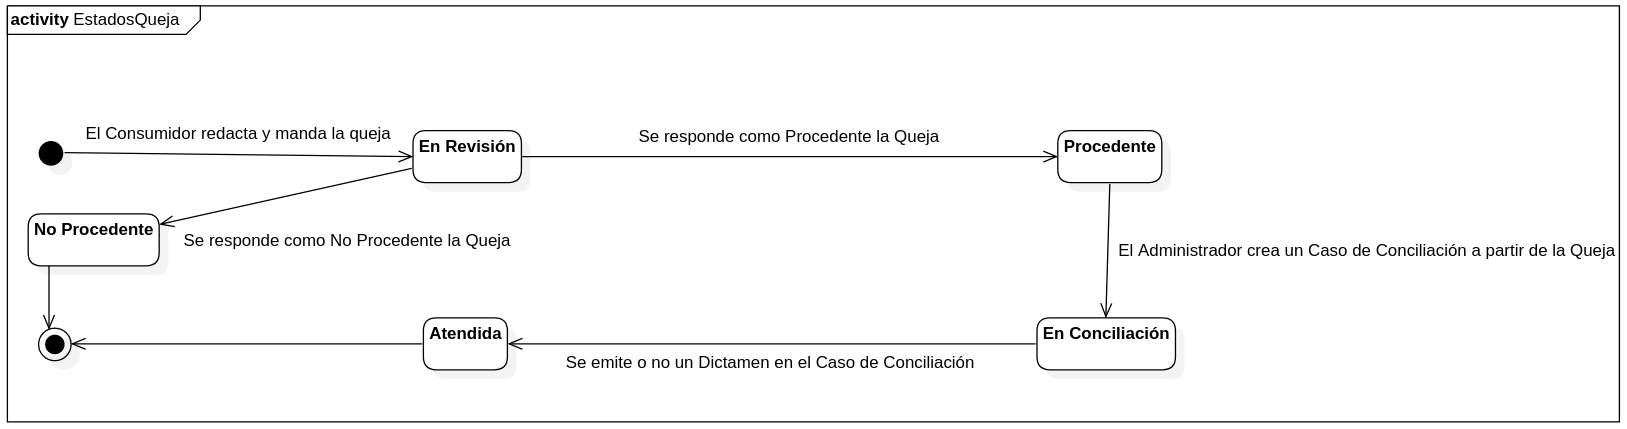 activity EstadosQueja
El Consumidor redacta y manda la queja
En Revisión
Se responde como Procedente la Queja
Procedente
No Procedente
Se responde como No Procedente la Queja
El Administrador crea un Caso de Conciliación a partir de la Queja
Atendida
Se emite o no un Dictamen en el Caso de Conciliación
En Conciliación